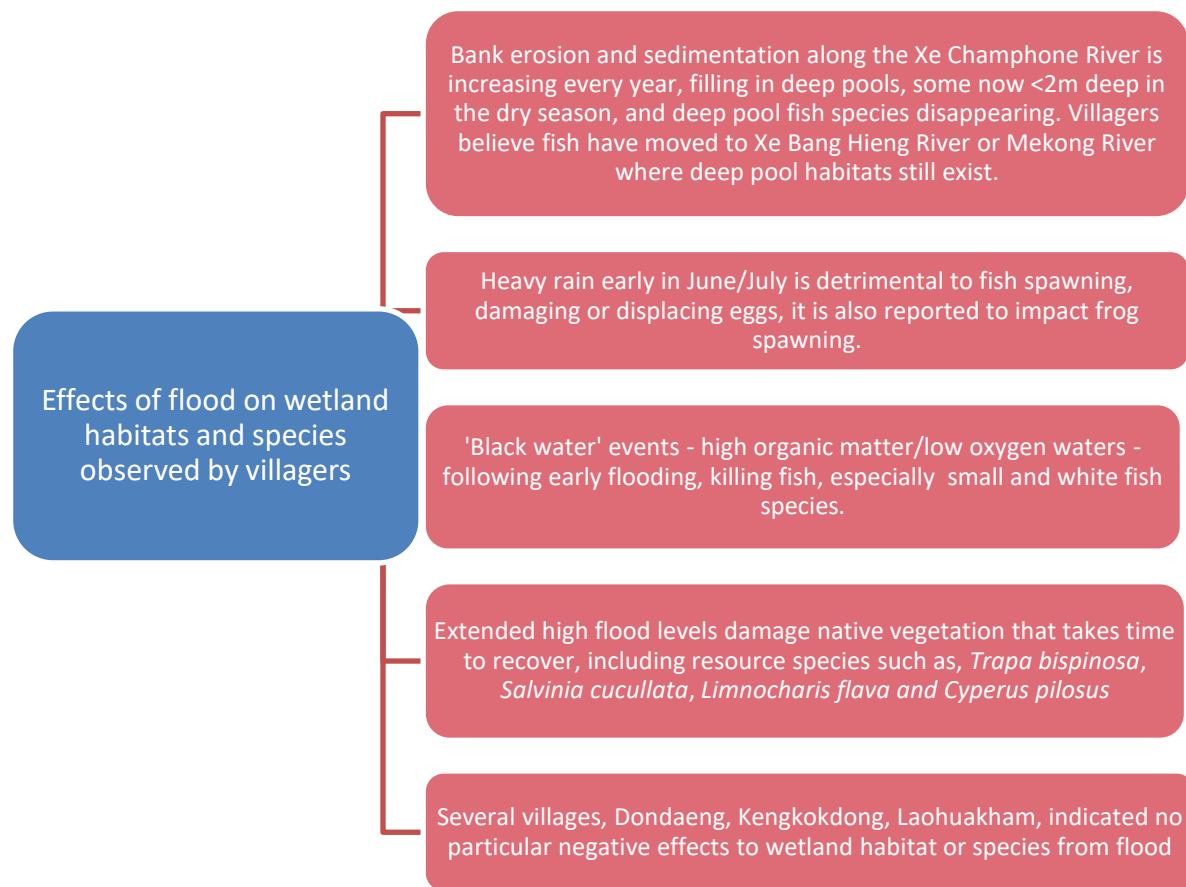 Effects of flood on wetland
habitats and species
observed by villagers
Bank erosion and sedimentation along the Xe Champhone River is
increasing every year, filling in deep pools, some now <2m deep in
the dry season, and deep pool fish species disappearing. Villagers
believe fish have moved to Xe Bang Hieng River or Mekong River
where deep pool habitats still exist.
Heavy rain early in June/July is detrimental to fish spawning,
damaging or displacing eggs, it is also reported to impact frog
spawning.
'Black water' events - high organic matter/low oxygen waters -
following early flooding, killing fish, especially small and white fish
species.
Extended high flood levels damage native vegetation that takes time
to recover, including resource species such as, Trapa bispinosa,
Salvinia cucullata, Limnocharis flava and Cyperus pilosus
Several villages, Dondaeng, Kengkokdong, Laohuakham, indicated no
particular negative effects to wetland habitat or species from flood